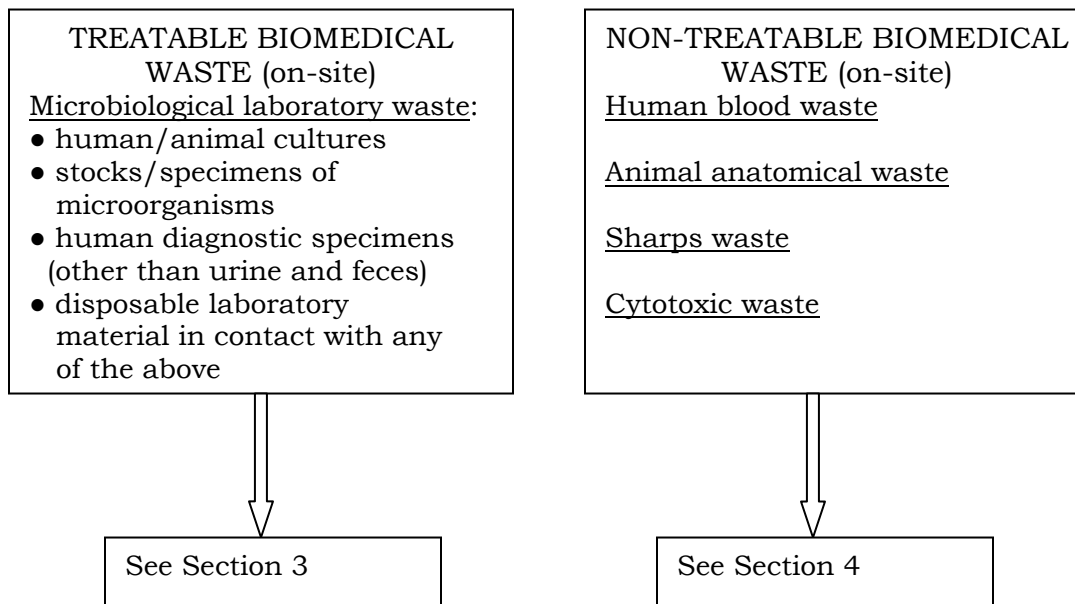 TREATABLE BIOMEDICAL
WASTE (on-site)
Microbiological laboratory waste:
● human/animal cultures
● stocks/specimens of
microorganisms
● human diagnostic specimens
(other than urine and feces)
● disposable laboratory
material in contact with any
of the above
See Section 3
NON-TREATABLE BIOMEDICAL
WASTE (on-site)
Human blood waste
Animal anatomical waste
Sharps waste
Cytotoxic waste
See Section 4